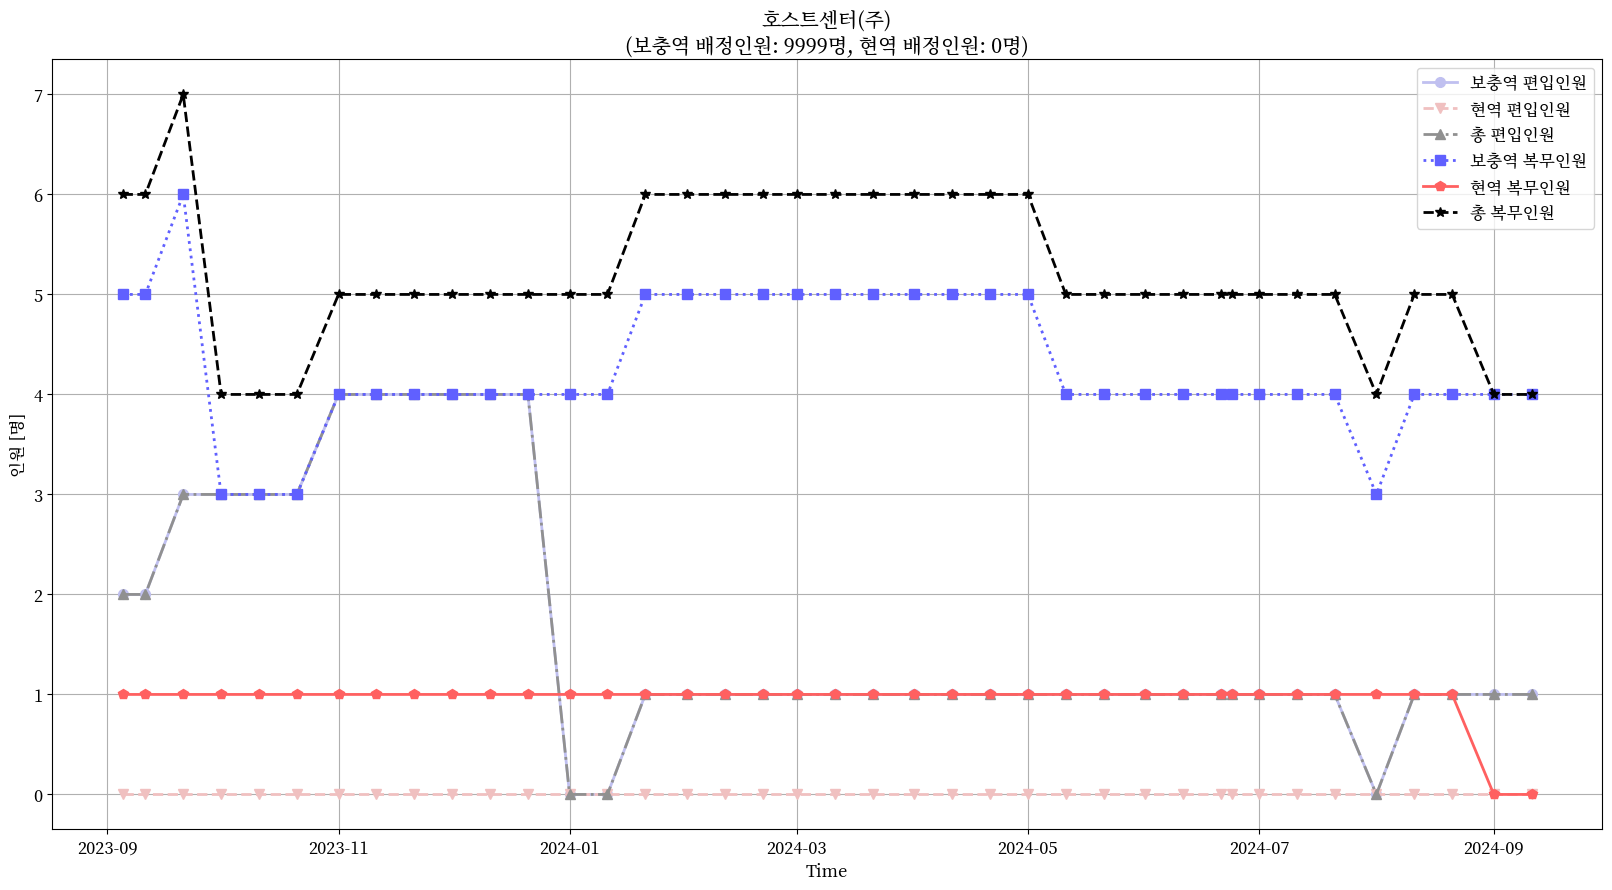 호스트센터(주)
(보충역 배정인원: 9999명, 현역 배정인원: 0명)
보충역 편입인원
현역 편입인원
총 편입인원
보충역 복무인원
현역 복무인원
총 복무인원
인원 [명]
7
6
5
4
3
2
1
0
2023-09
2023-11
2024-01
2024-03
2024-05
2024-07
2024-09
Time